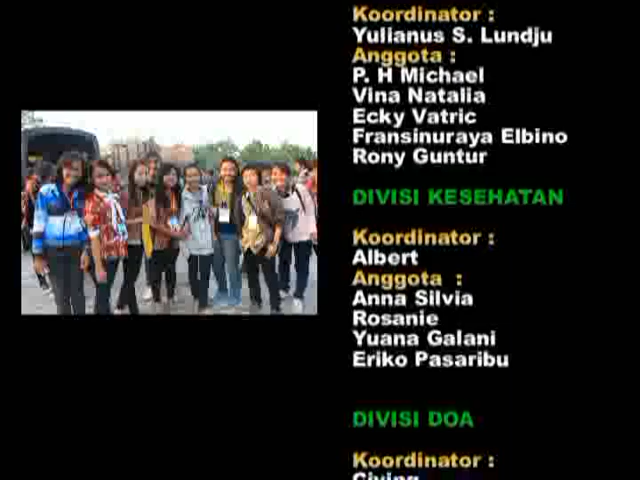 Koordinator :
Yulianus S. Lundju
Anggota :
P. H Michael
Vina Natalia
Ecky Vatric
Fransinuraya Elbino
Rony Guntur
DIVISI KESEHATAN
Koordinator :
Albert
Anggota :
Anna Silvia
Rosanie
Yuana Galani
Eriko Pasaribu
DIVISI DOA
Koordinator :